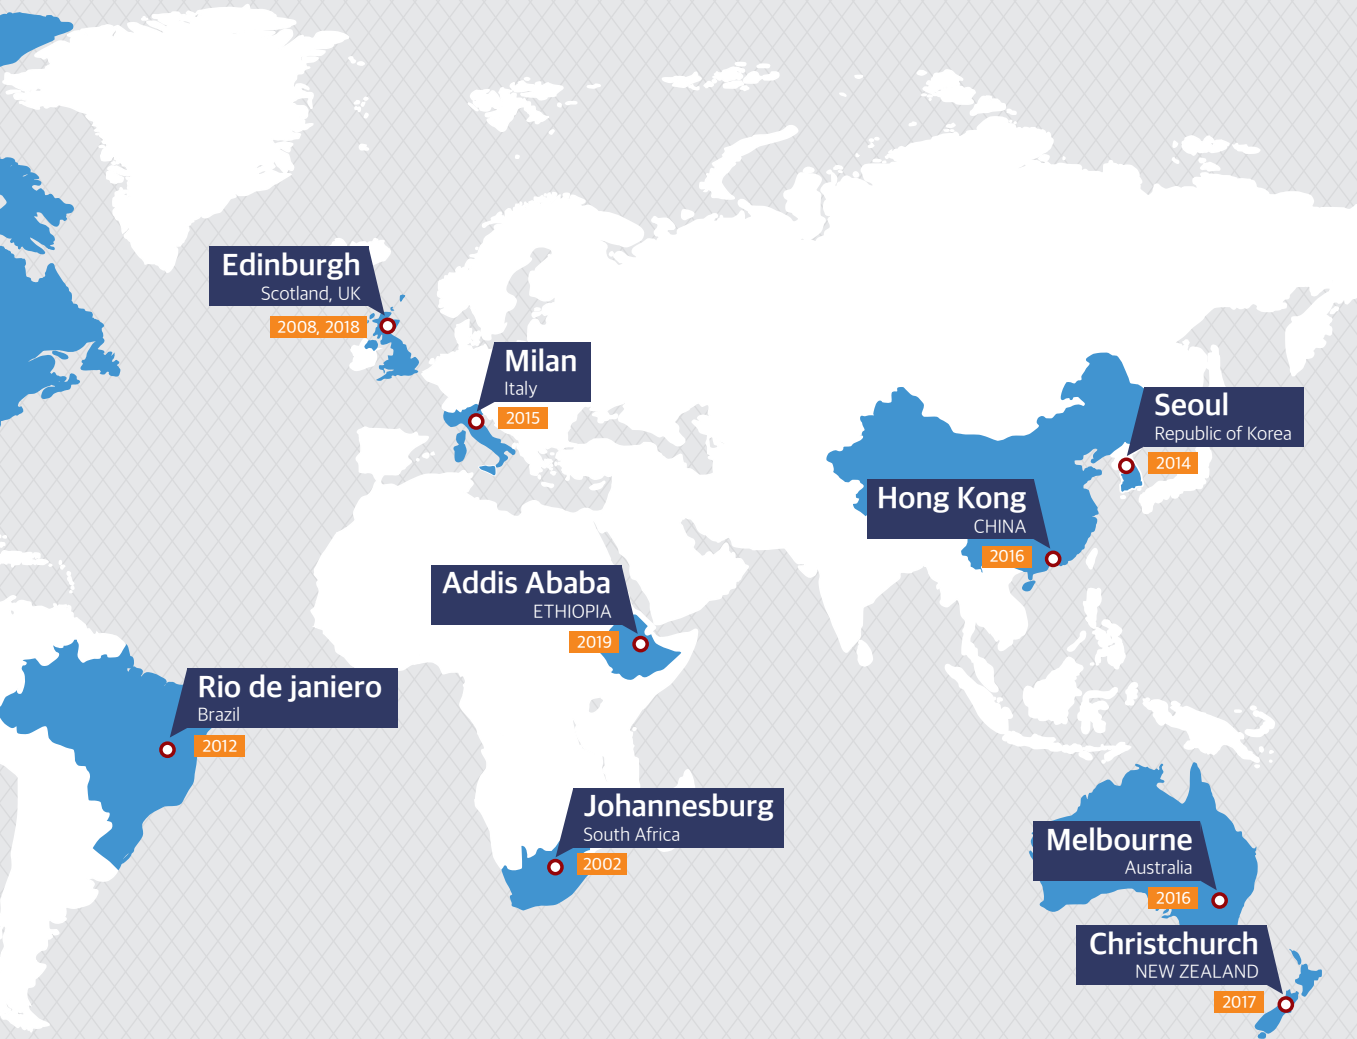 Edinburgh
Scotland, UK
2008, 2018
Milan
Italy
2015
Seoul
Republic of Korea
2014
Hong Kong
CHINA
2016
Addis Ababa
ETHIOPIA
2019
Rio de janiero
Brazil
2012
Johannesburg
South Africa
2002
Melbourne
Australia
2016
Christchurch
NEW ZEALAND
2017